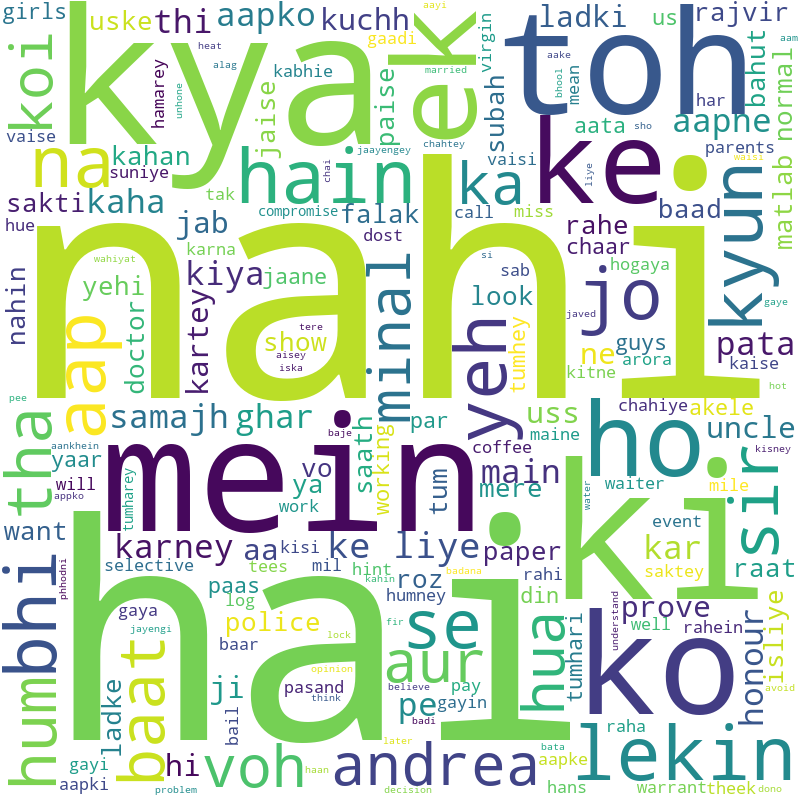 girls
uske
thi
aapko
kuchh
aayi
ladki
us
rajvir
heat
gaadi
virgin
mean
bhool
aam
koi
kya
ek
toh
har
bahut
normal
unhone
alag
kabhie
married
aake
sho
hamarey
jaise
paise
subah
aata
aaphe
vaise
na
kahan
suniye
hain
chai
chahtey
jaayengey
vaisi
ka
ke
liye
parents
waisi
matlab
sakti
kaha
tak
compromise
falak
call
miss
rahe
baad
kyun
hue
jab
karna
dost
si
sab
chaar
hogaya
nahin
wahiyat
yehi
kiya
jaane
minal
look
javed
jo
gaye
nahi
doctor
kartey
show
tere
aisey
iska
yeh
tumhey
ne
guys
arora
pata
kaise
kitne
hot
pee
aap
samajh
ghar
par
uss
chahiye
akele
uncle
tha
aankhein
yaar
appko
will
baje
saath
working
coffee
maine
ho
kisney
mein
vo
ya
work
tum
main
mere
waiter
water
mile
sir
want
tumharey
karney
aa
kisi
ke liye
paper
ki
event
kar
saktey
raat
bhi
phhodni
selective
tees
mil
hint
kahin
badana
roz
rahi
din
understand
prove
isliye
hum
gaya
paas
log
police
humney
se
hua
tumhari
well
rahein
honour
avoid
baat
jayengi
hai
baar
lock
fir
aur
opinion
ko
ladke
ji
pasand
believe
pay
pe
gayin
bail
think
badi
raha
gayi
hi
voh
later
andrea
bata
lekin
aapki
haan
aapke
warrant
theek
problem
decision
hans
dono